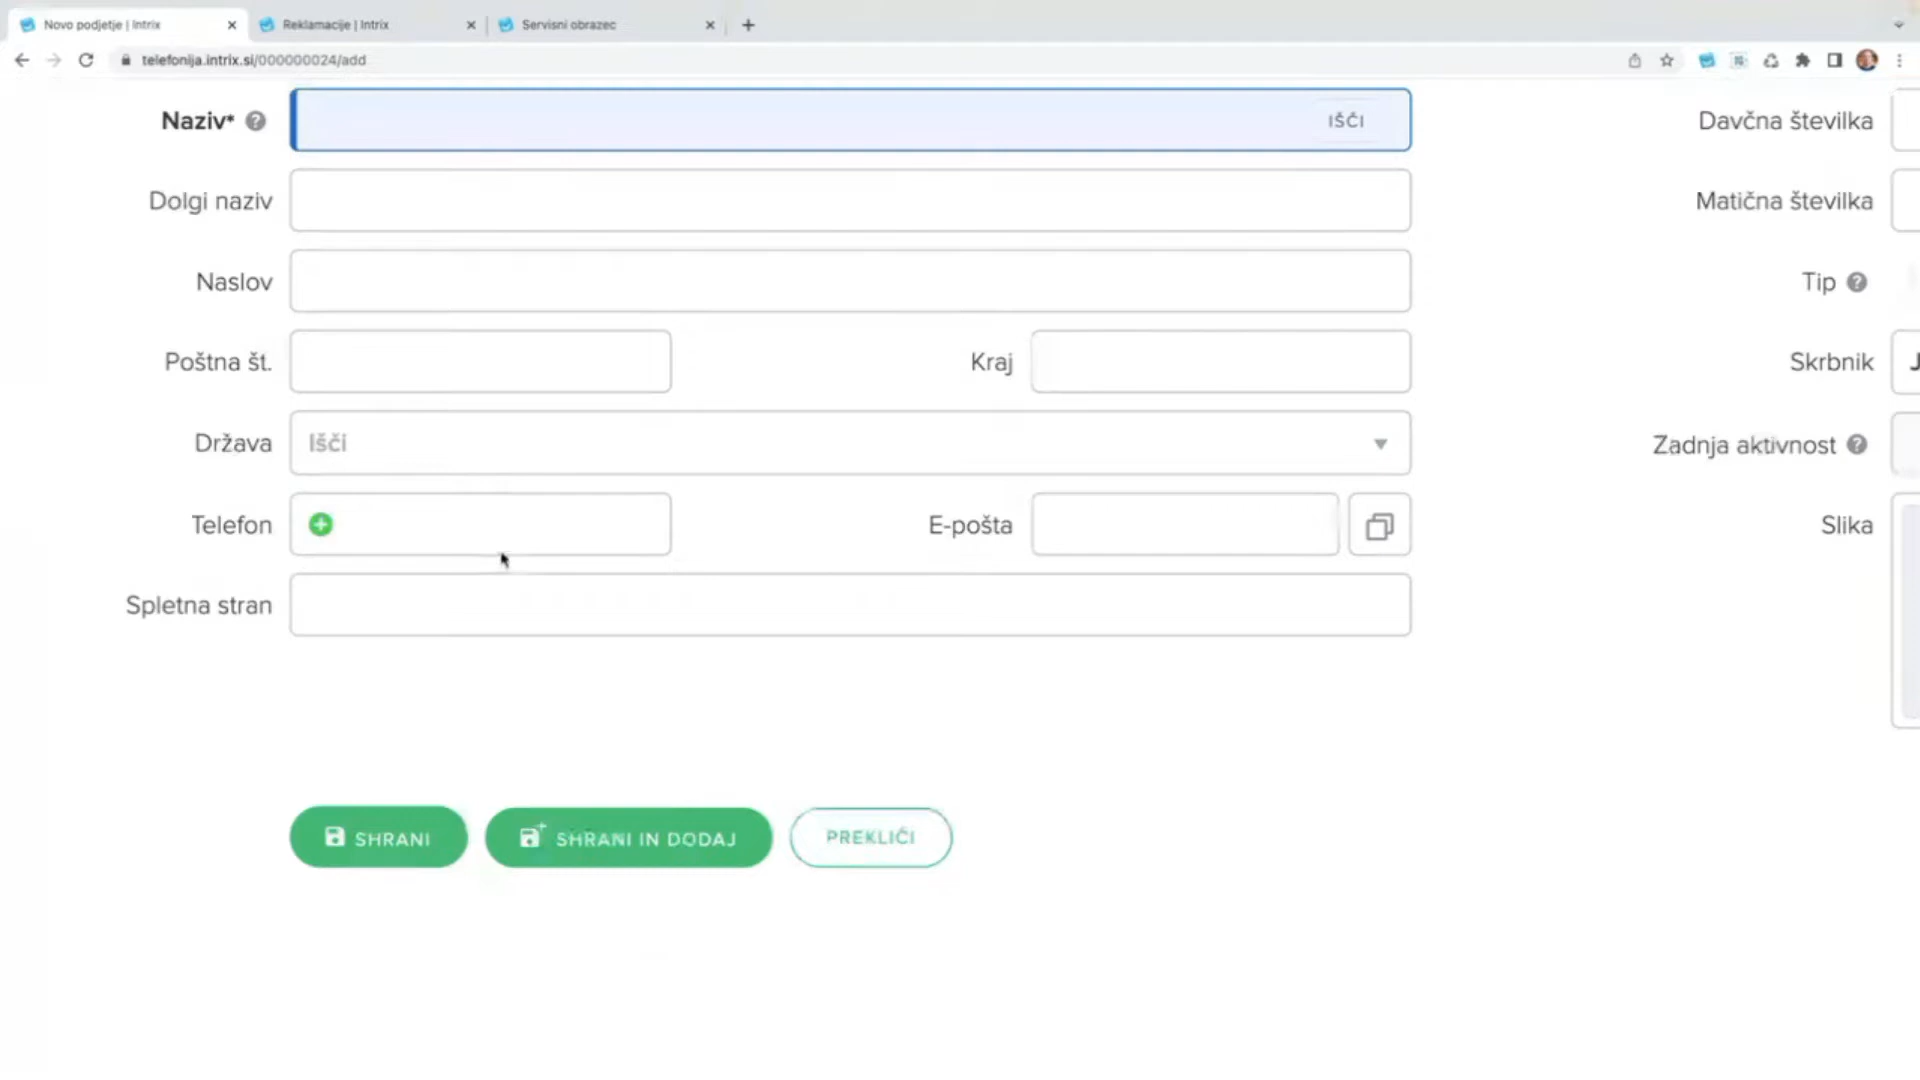 Novo podjetje | Intrix
Reklamacije | Intrix
Servisni obrazec
telefonija.intrix.si/000000024/add
Naziv*
IŠČI
Davčna številka
Dolgi naziv
Matična številka
Naslov
Tip
Poštna št.
Kraj
Skrbnik
J
Država
Išči
Zadnja aktivnost
Telefon
E-pošta
Slika
Spletna stran
SHRANI
SHRANI IN DODAJ
PREKLIČI